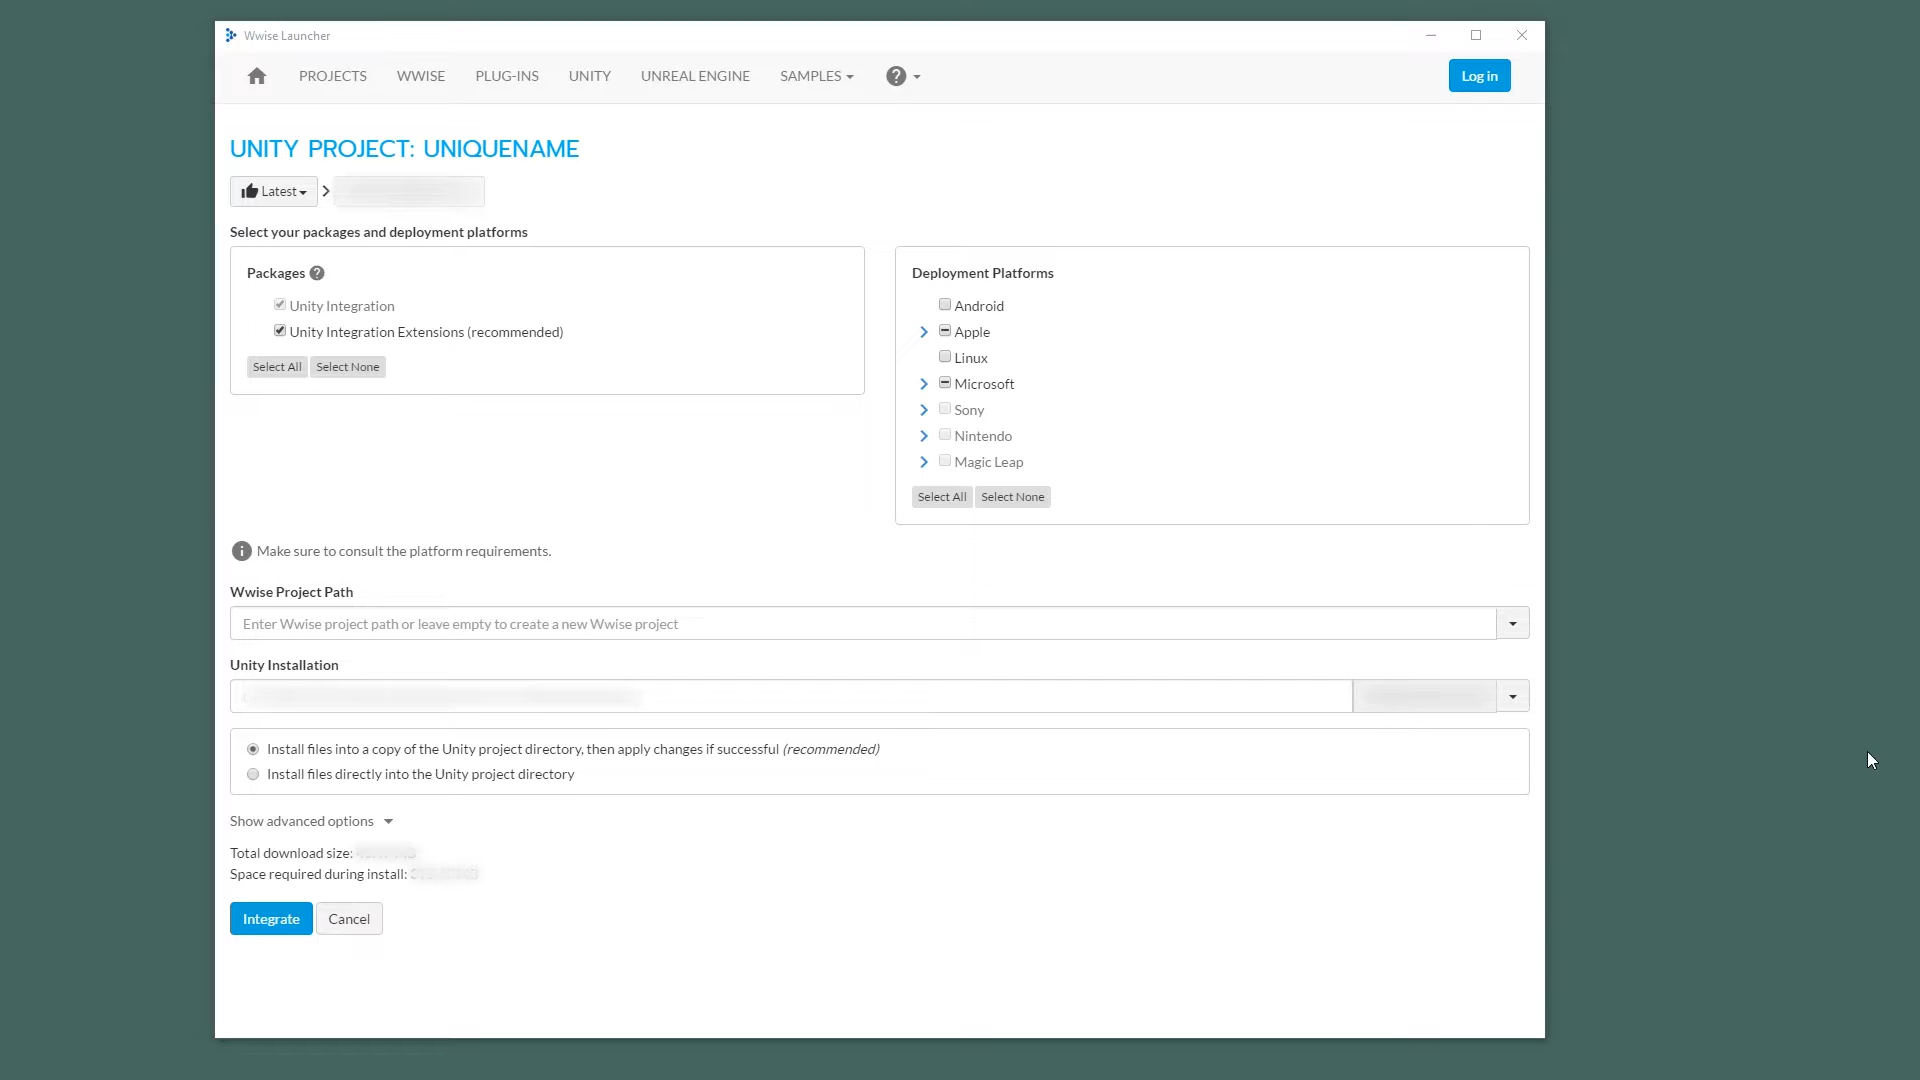 Wwise Launcher
PROJECTS WWISE PLUG-INS UNITY UNREAL ENGINE SAMPLES ? Log in
UNITY PROJECT: UNIQUENAME
Latest
Select your packages and deployment platforms
Packages ?
Unity Integration
Unity Integration Extensions (recommended)
Select All Select None
Deployment Platforms
Android
Apple
Linux
Microsoft
Sony
Nintendo
Magic Leap
Select All Select None
Make sure to consult the platform requirements.
Wwise Project Path
Enter Wwise project path or leave empty to create a new Wwise project
Unity Installation
Install files into a copy of the Unity project directory, then apply changes if successful (recommended)
Install files directly into the Unity project directory
Show advanced options
Total download size:
Space required during install:
Integrate Cancel